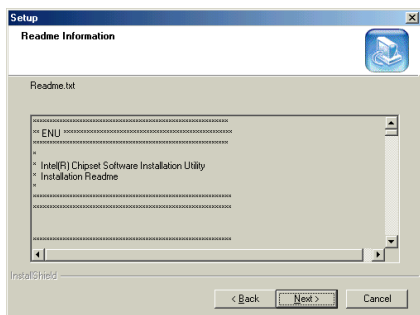 Setup
Readme Information
Readme.txt
************************************************************
** ENU ****************************************************
************************************************************
*
* Intel(R) Chipset Software Installation Utility
* Installation Readme
*
************************************************************
************************************************************
************************************************************
InstallShield
< Back
Next >
Cancel